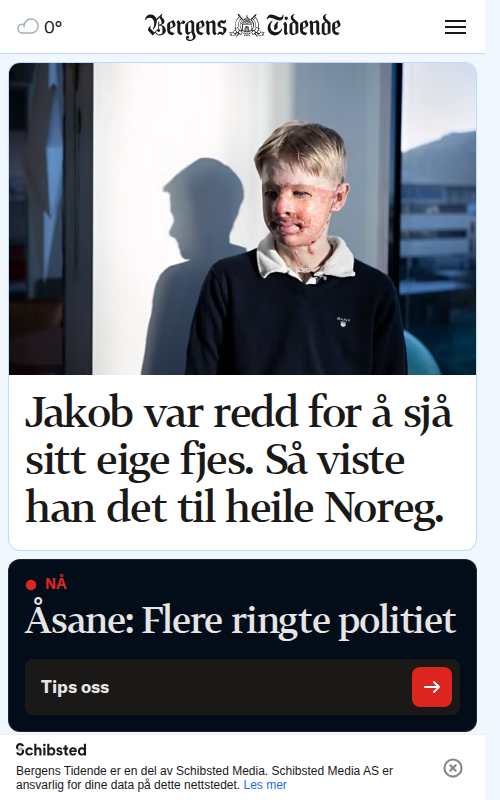 0°
Bergens Tidende
GANT
Jakob var redd for å sjå
sitt eige fjes. Så viste
han det til heile Noreg.
NÅ
Åsane: Flere ringte politiet
Tips oss
Schibsted
Bergens Tidende er en del av Schibsted Media. Schibsted Media AS er
ansvarlig for dine data på dette nettstedet. Les mer